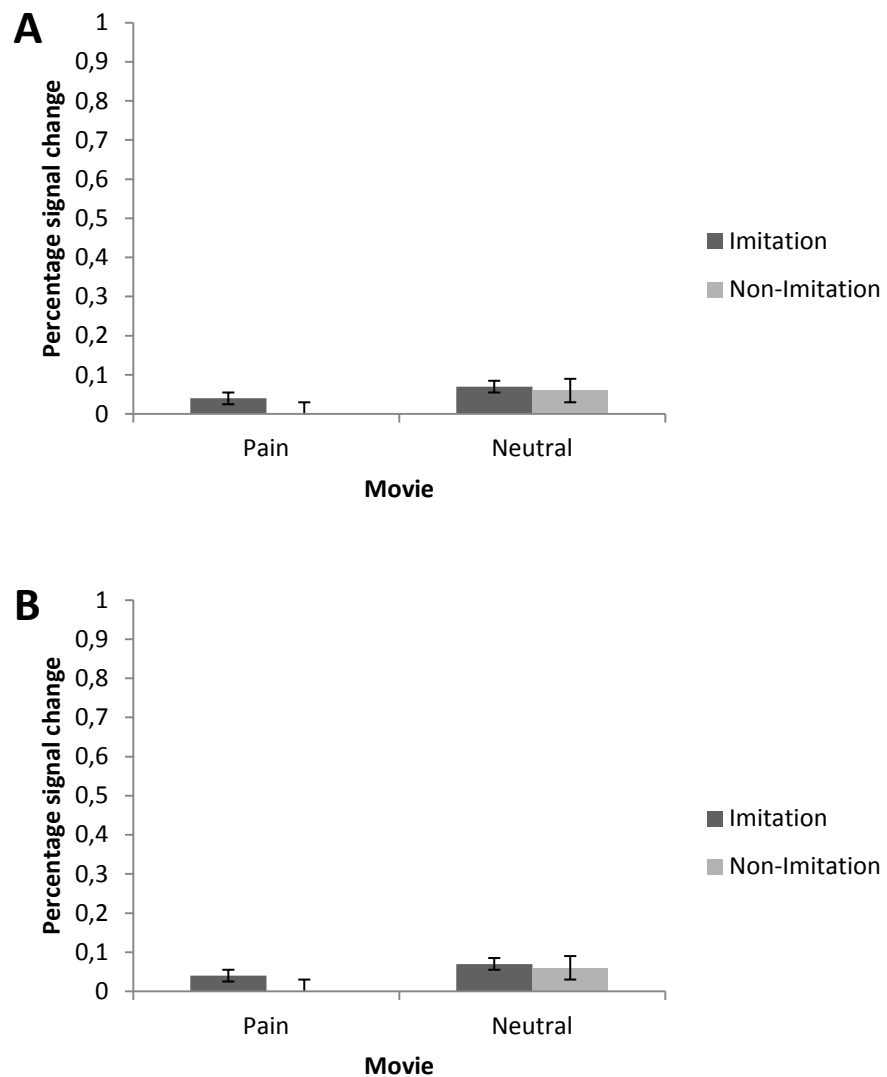 A
Percentage signal change
1
0,9
0,8
0,7
0,6
0,5
0,4
0,3
0,2
0,1
0
Pain
Neutral
Movie
Imitation
Non-Imitation
B
Percentage signal change
1
0,9
0,8
0,7
0,6
0,5
0,4
0,3
0,2
0,1
0
Pain
Neutral
Movie
Imitation
Non-Imitation